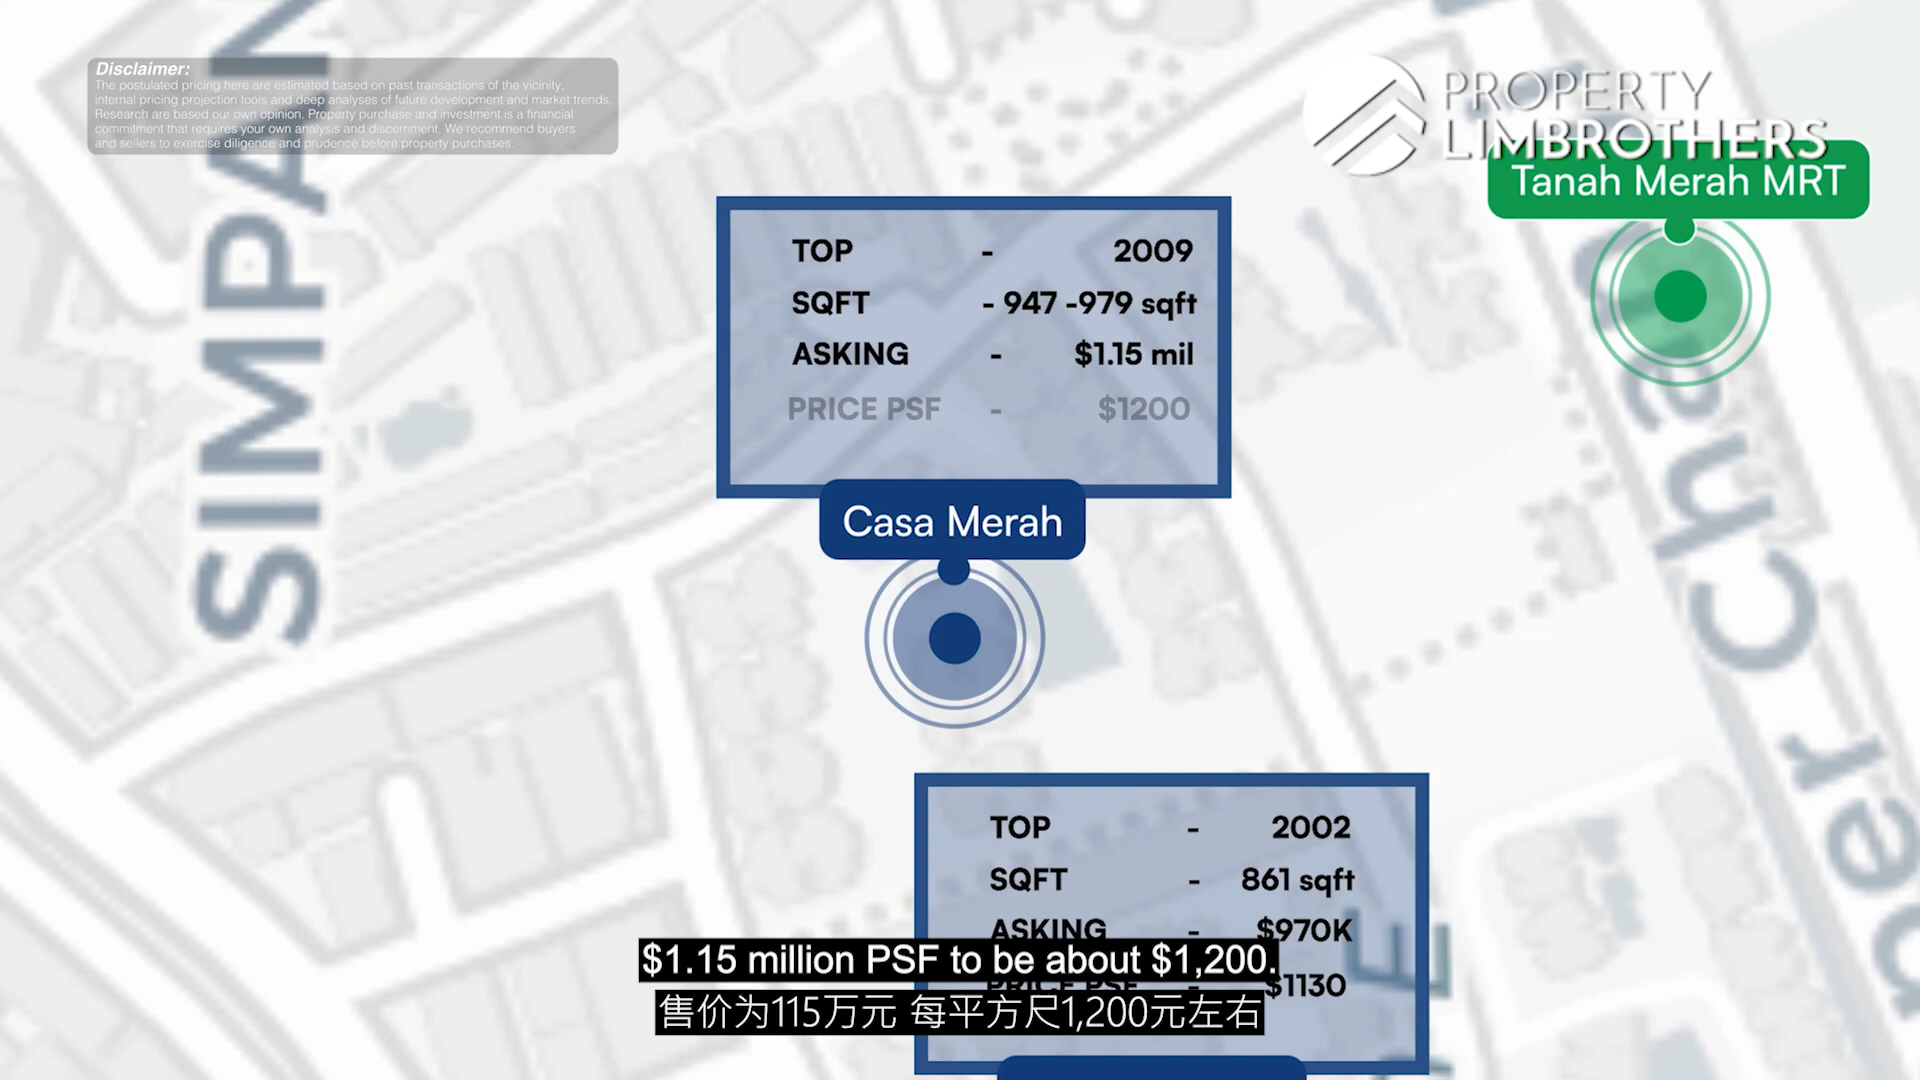 Disclaimer:
The postulated pricing here are estimated based on past transactions of the vicinity,
internal pricing projection tools and deep analyses of future development and market trends.
Research are based our own opinion. Property purchase and investment is a financial
commitment that requires your own analysis and discernment. We recommend buyers
and sellers to exercise diligence and prudence before property purchases.
PROPERTY
LIMBROTHERS
Tanah Merah MRT
SIMPAN
TOP - 2009
SQFT - 947 -979 sqft
ASKING - $1.15 mil
PRICE PSF - $1200
Casa Merah
TOP - 2002
SQFT - 861 sqft
ASKING - $970K
PRICE PSF - $1130
$1.15 million PSF to be about $1,200.
售价为115万元 每平方尺1,200元左右